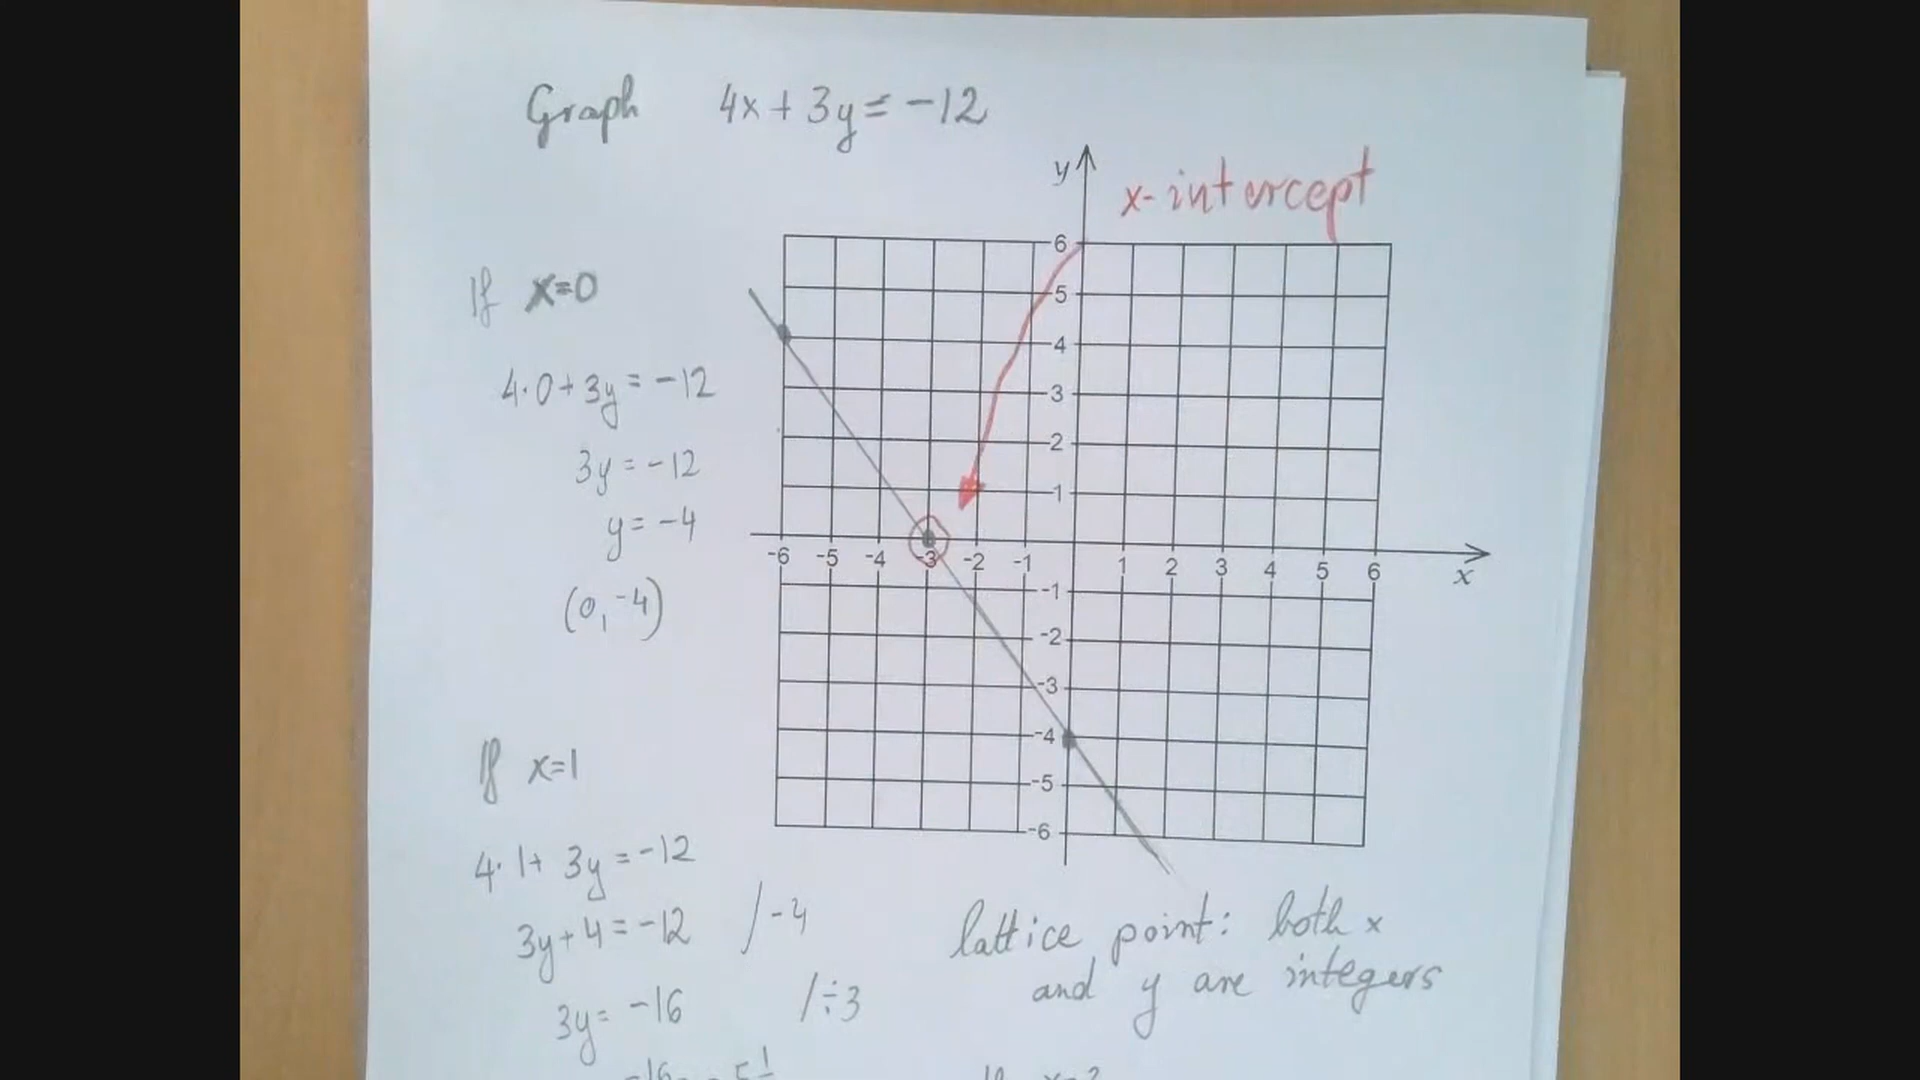 Graph 4x + 3y = -12
y
x-intercept
If x=0
4·0 + 3y = -12
3y = -12
y = -4
(0, -4)
6
5
4
3
2
1
-6 -5 -4 -3 -2 -1 1 2 3 4 5 6
x
-1
-2
-3
-4
-5
-6
If x=1
4·1 + 3y = -12
3y + 4 = -12 /-4
3y = -16 /÷3
lattice point: both x
and y are integers